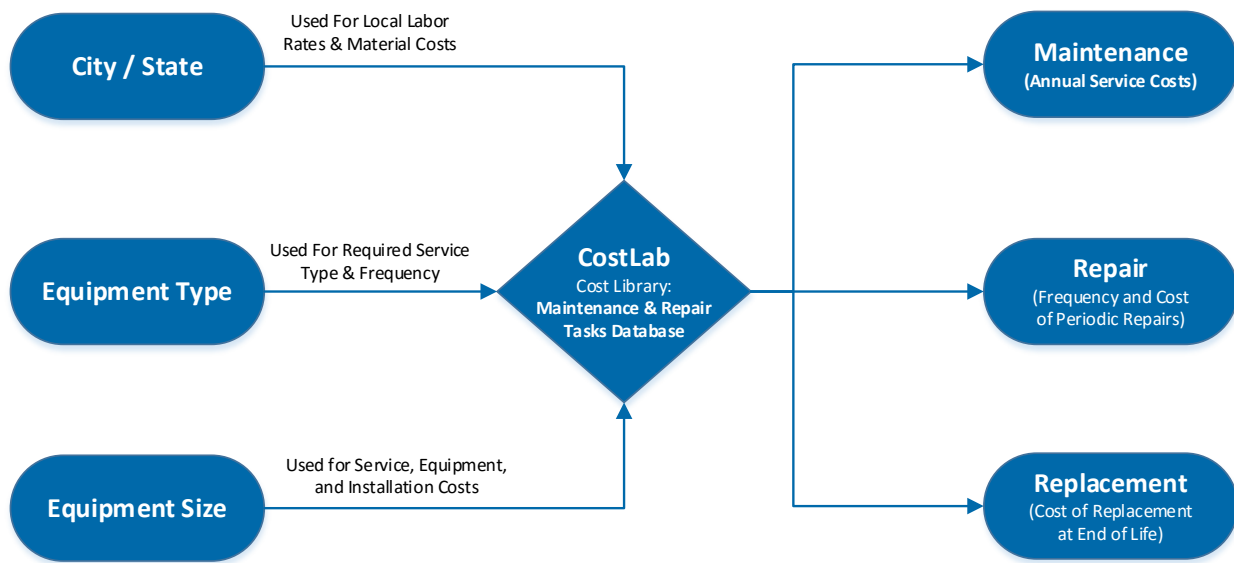 City / State
Used For Local Labor
Rates & Material Costs
Equipment Type
Used For Required Service
Type & Frequency
Equipment Size
Used for Service, Equipment,
and Installation Costs
CostLab
Cost Library:
Maintenance & Repair
Tasks Database
Maintenance
(Annual Service Costs)
Repair
(Frequency and Cost
of Periodic Repairs)
Replacement
(Cost of Replacement
at End of Life)